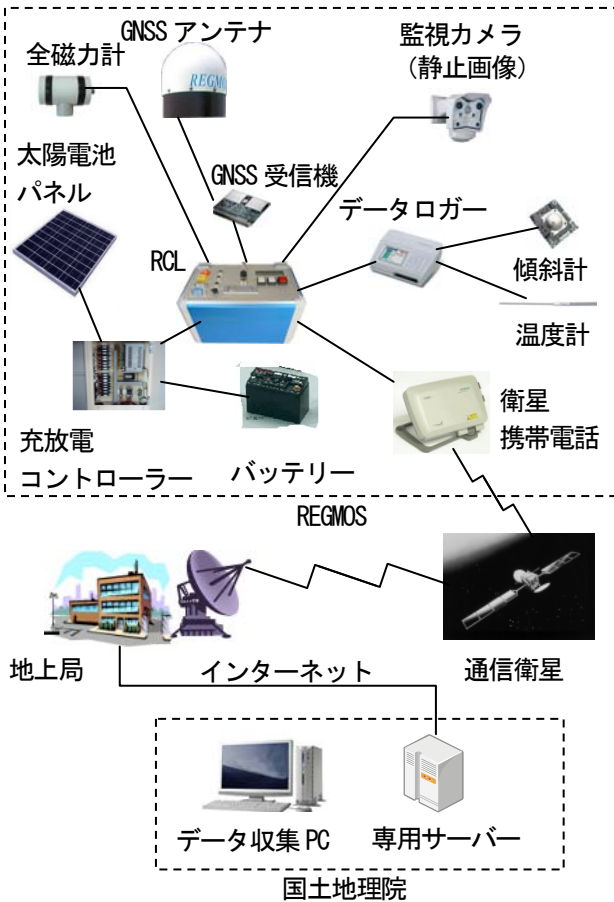 GNSS アンテナ
全磁力計
監視カメラ
（静止画像）
REGMOS
太陽電池
パネル
GNSS 受信機
データロガー
RCL
傾斜計
温度計
充放電
コントローラー
バッテリー
衛星
携帯電話
REGMOS
地上局
インターネット
通信衛星
データ収集 PC
専用サーバー
国土地理院